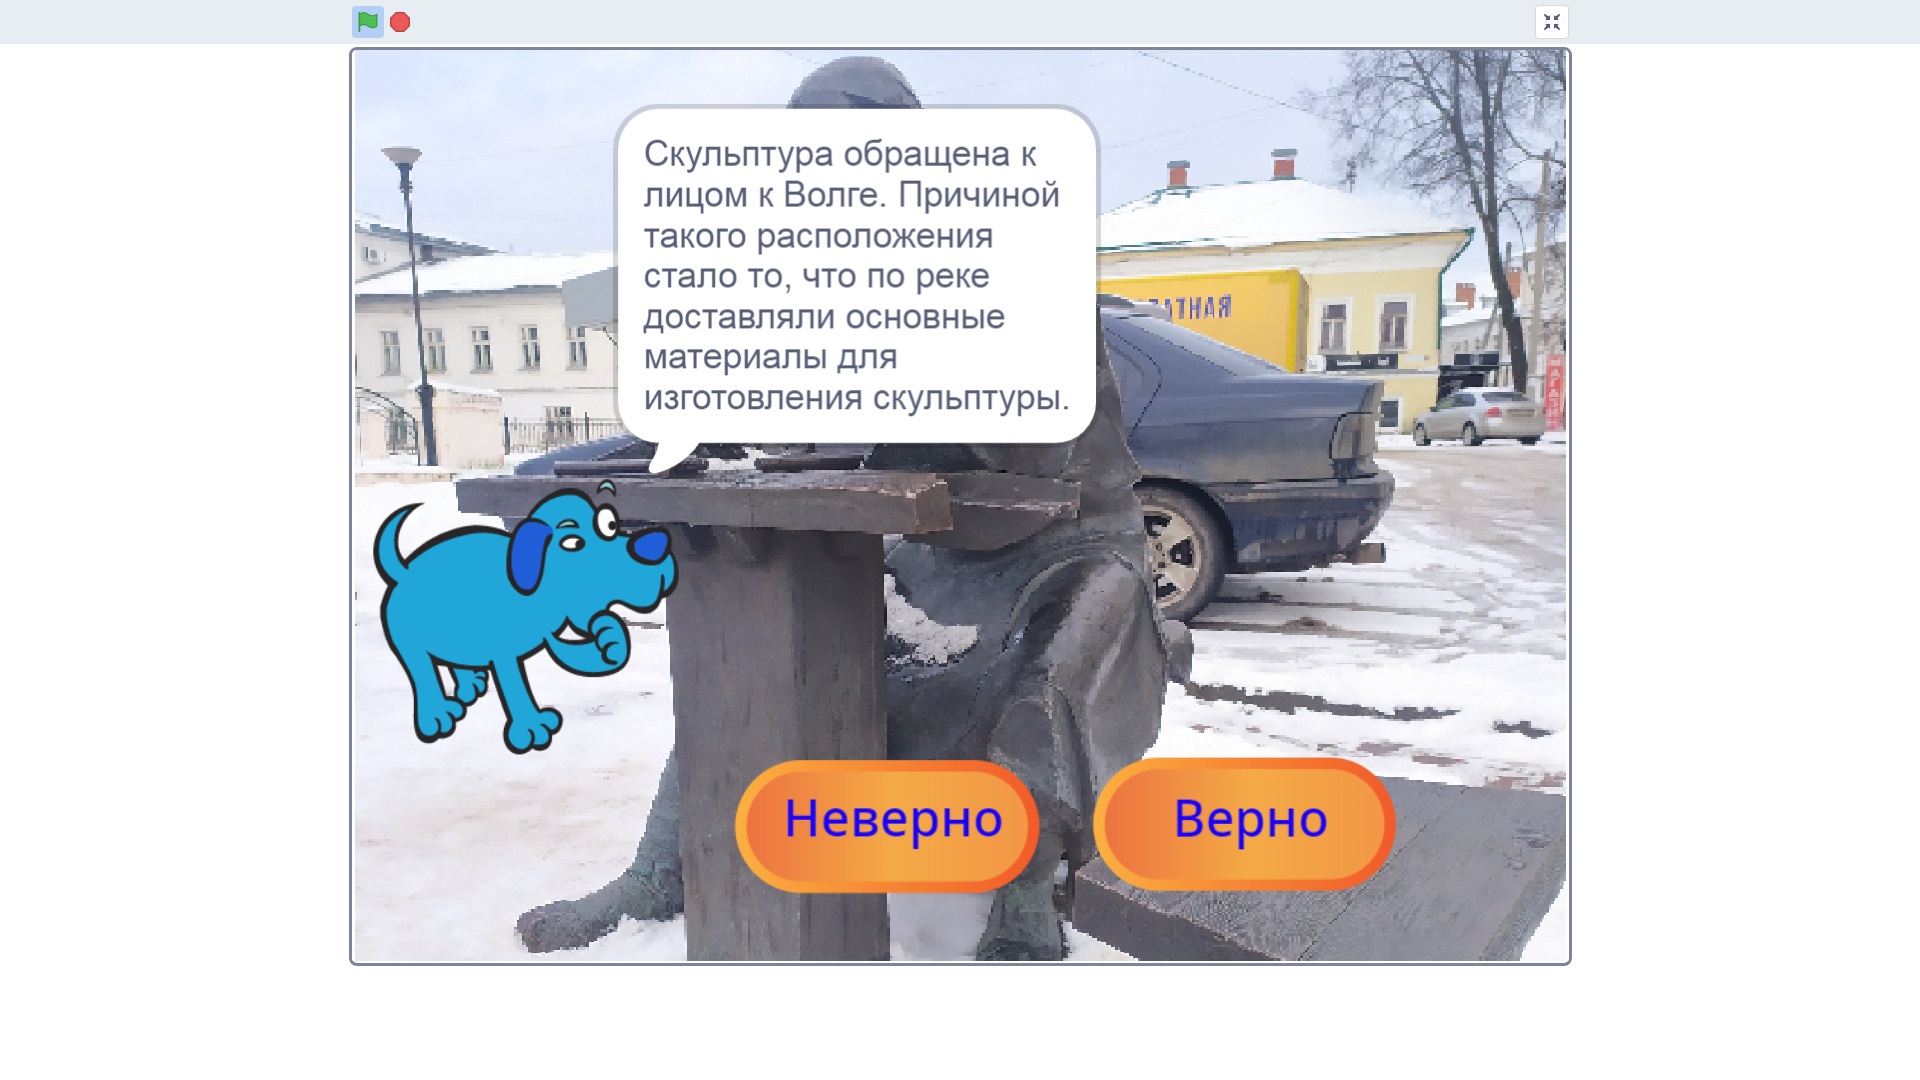 Скульптура обращена к
лицом к Волге. Причиной
такого расположения
стало то, что по реке
доставляли основные
материалы для
изготовления скульптуры.
АТНАЯ
Неверно
Верно